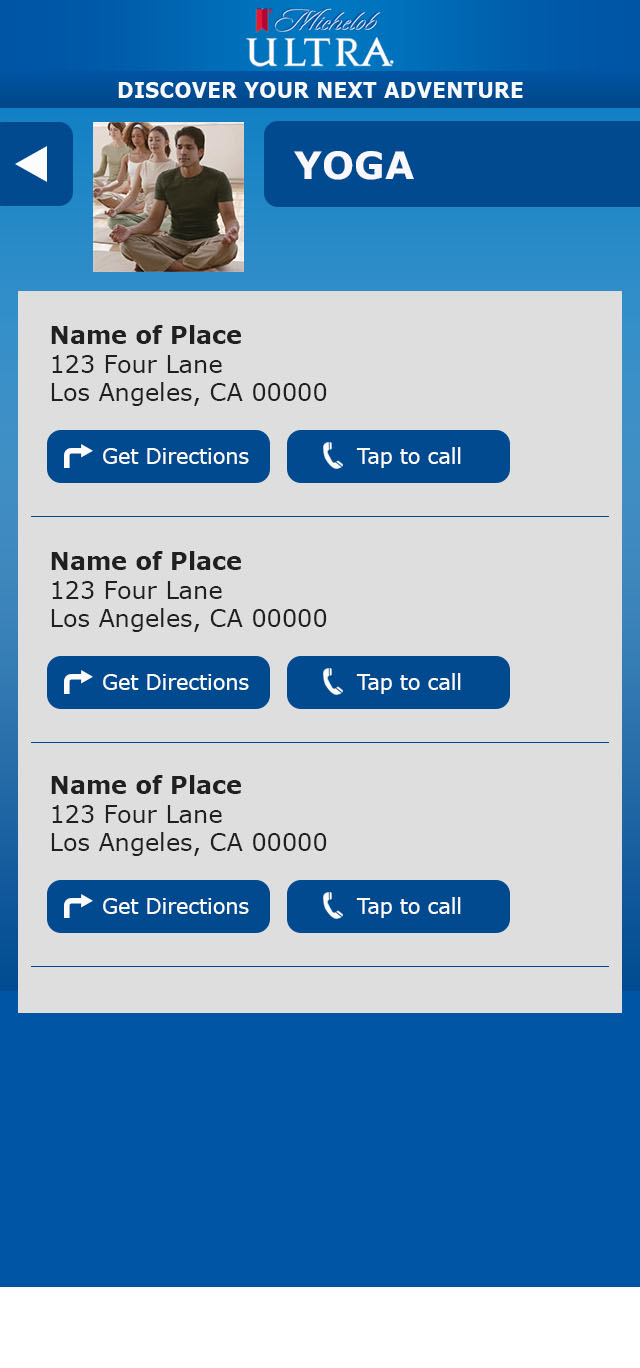 Michelob
ULTRA
DISCOVER YOUR NEXT ADVENTURE
YOGA
Name of Place
123 Four Lane
Los Angeles, CA 00000
Get Directions
Tap to call
Name of Place
123 Four Lane
Los Angeles, CA 00000
Get Directions
Tap to call
Name of Place
123 Four Lane
Los Angeles, CA 00000
Get Directions
Tap to call